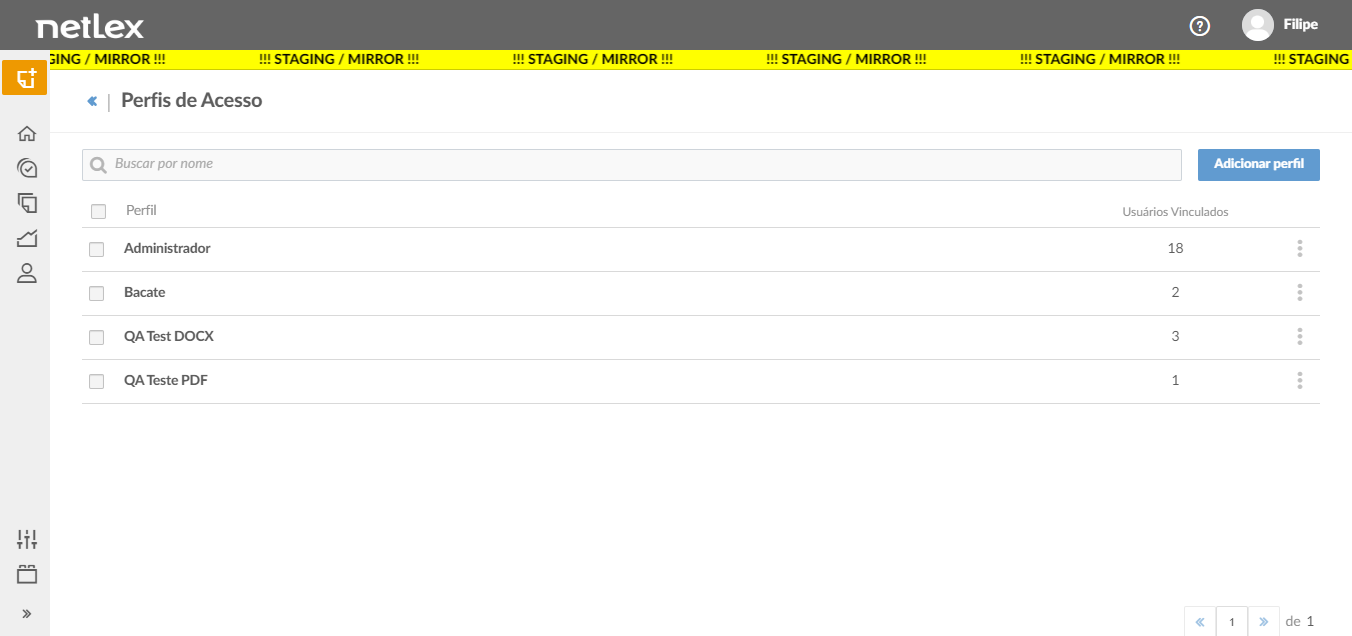 netlex
Filipe
GING / MIRROR !!! !!! STAGING / MIRROR !!! !!! STAGING / MIRROR !!! !!! STAGING / MIRROR !!! !!! STAGING / MIRROR !!! !!! STAGING
Perfis de Acesso
Buscar por nome
Adicionar perfil
Perfil Usuários Vinculados
Administrador 18
Bacate 2
QA Test DOCX 3
QA Teste PDF 1
« 1 » de 1